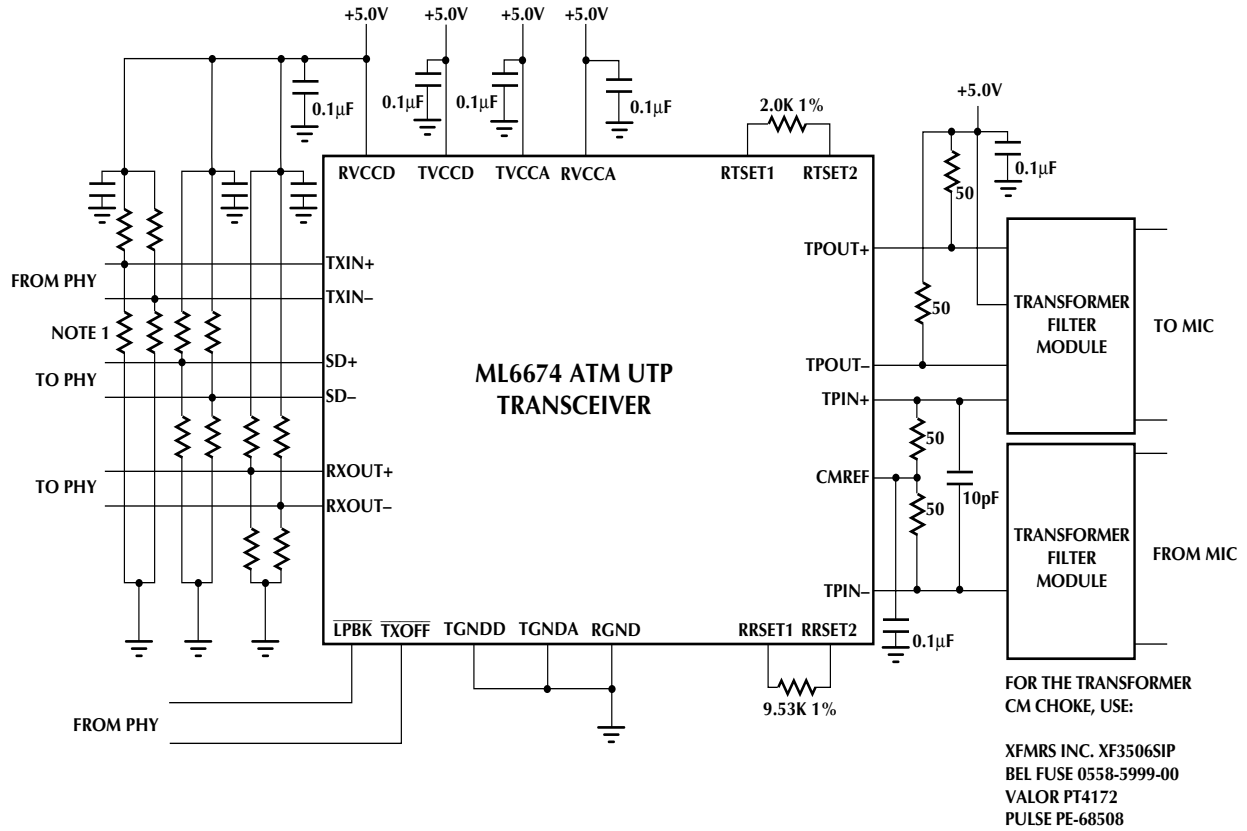 +5.0V
+5.0V
+5.0V
+5.0V
0.1µF
0.1µF
0.1µF
0.1µF
2.0K 1%
+5.0V
0.1µF
50
RVCCD
TVCCD
TVCCA
RVCCA
RTSET1
RTSET2
TPOUT+
50
TPOUT–
TPIN+
50
CMREF
50
10pF
TPIN–
0.1µF
FROM PHY
TXIN+
TXIN–
NOTE 1
TO PHY
SD+
SD–
TO PHY
RXOUT+
RXOUT–
ML6674 ATM UTP
TRANSCEIVER
TRANSFORMER
FILTER
MODULE
TO MIC
TRANSFORMER
FILTER
MODULE
FROM MIC
LPBK
TXOFF
TGNDD
TGNDA
RGND
RRSET1
RRSET2
9.53K 1%
FROM PHY
FOR THE TRANSFORMER
CM CHOKE, USE:
XFMRS INC. XF3506SIP
BEL FUSE 0558-5999-00
VALOR PT4172
PULSE PE-68508